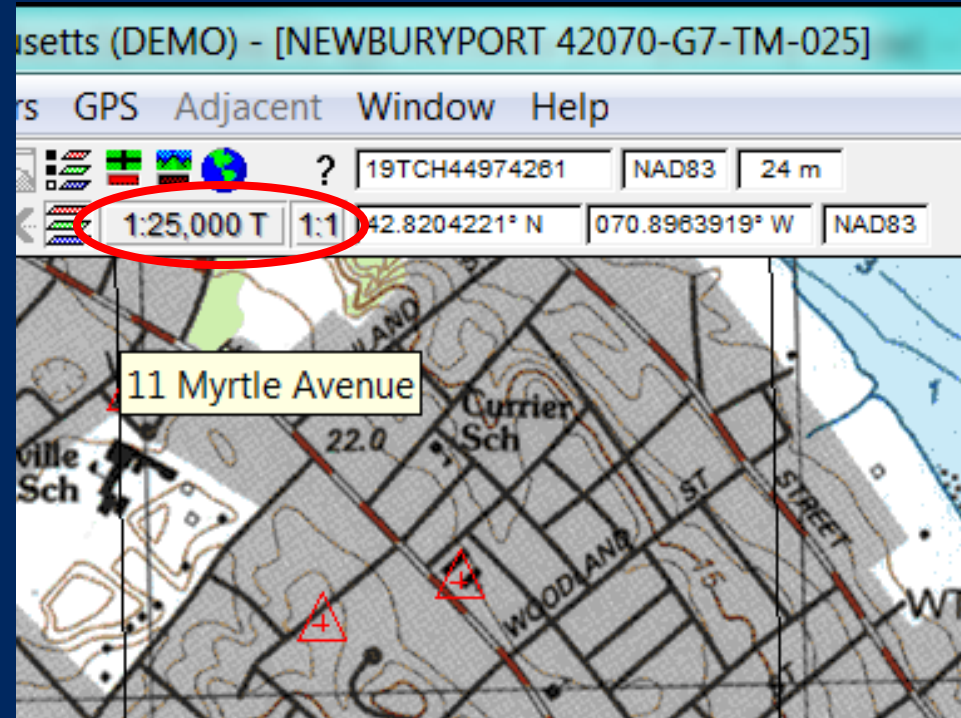 usetts (DEMO) - [NEWBURYPORT 42070-G7-TM-025]
rs GPS Adjacent Window Help
? 19TCH44974261 NAD83 24 m
1:25,000 T 1:1 42.8204221° N 070.8963919° W NAD83
11 Myrtle Avenue
Currier
Sch
22.0
ville
Sch
ST
STREET
WOODLAND
15
WT
ST
1